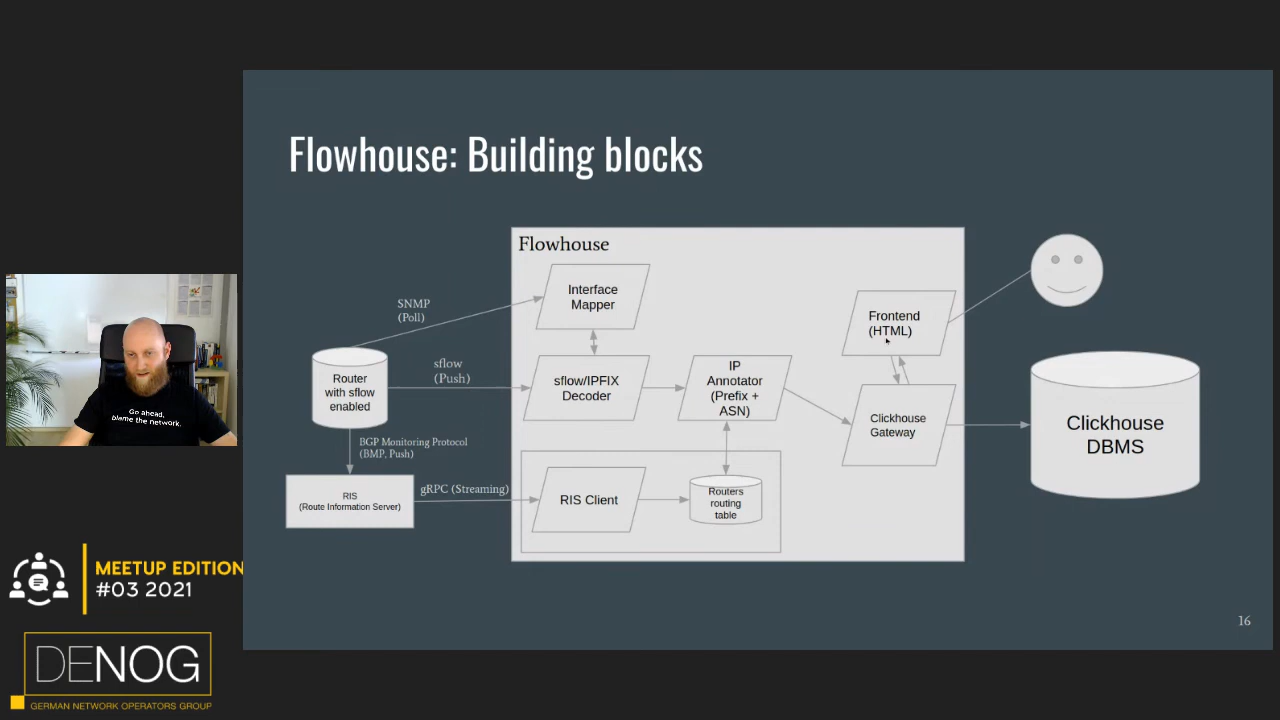 Flowhouse: Building blocks
Flowhouse
Interface
Mapper
SNMP
(Poll)
Frontend
(HTML)
Router
with sflow
enabled
sflow
(Push)
sflow/IPFIX
Decoder
IP
Annotator
(Prefix +
ASN)
Clickhouse
Gateway
Clickhouse
DBMS
BGP Monitoring Protocol
(BMP, Push)
RIS
(Route Information Server)
gRPC (Streaming)
RIS Client
Routers
routing
table
16
Go ahead,
blame the network.
MEETUP EDITION
#03 2021
DENOG
GERMAN NETWORK OPERATORS GROUP